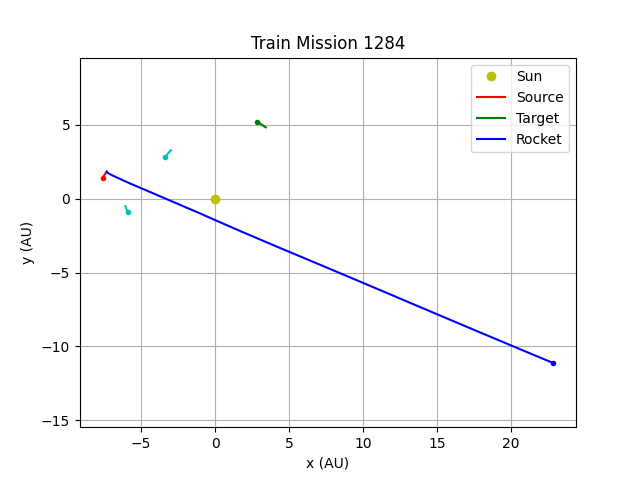 Train Mission 1284
Sun
Source
Target
Rocket
y (AU)
5
0
−5
−10
−15
−5
0
5
10
15
20
x (AU)